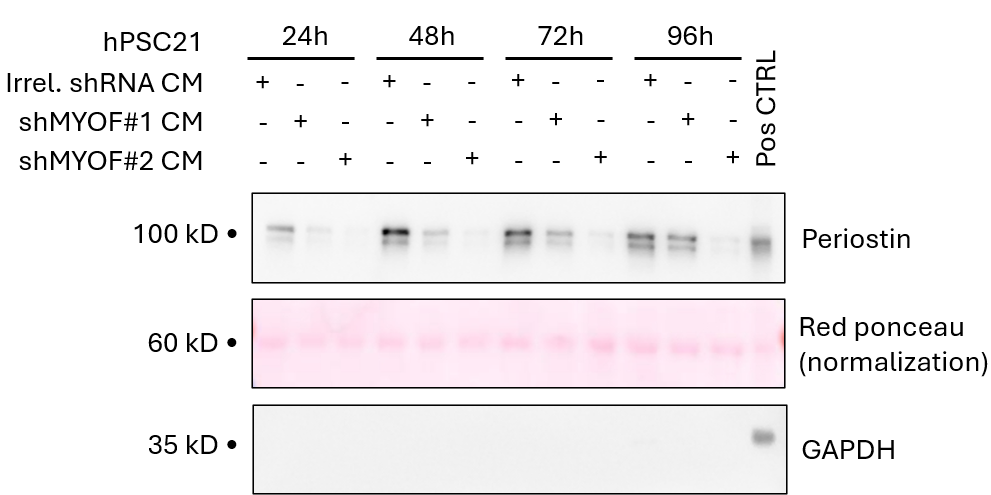 hPSC21 24h 48h 72h 96h
Irrel. shRNA CM + - - + - - + - - + - -
shMYOF#1 CM - + - - + - - + - - + -
shMYOF#2 CM - - + - - + - - + - - +
Pos CTRL
100 kD • Periostin
60 kD • Red ponceau
(normalization)
35 kD • GAPDH